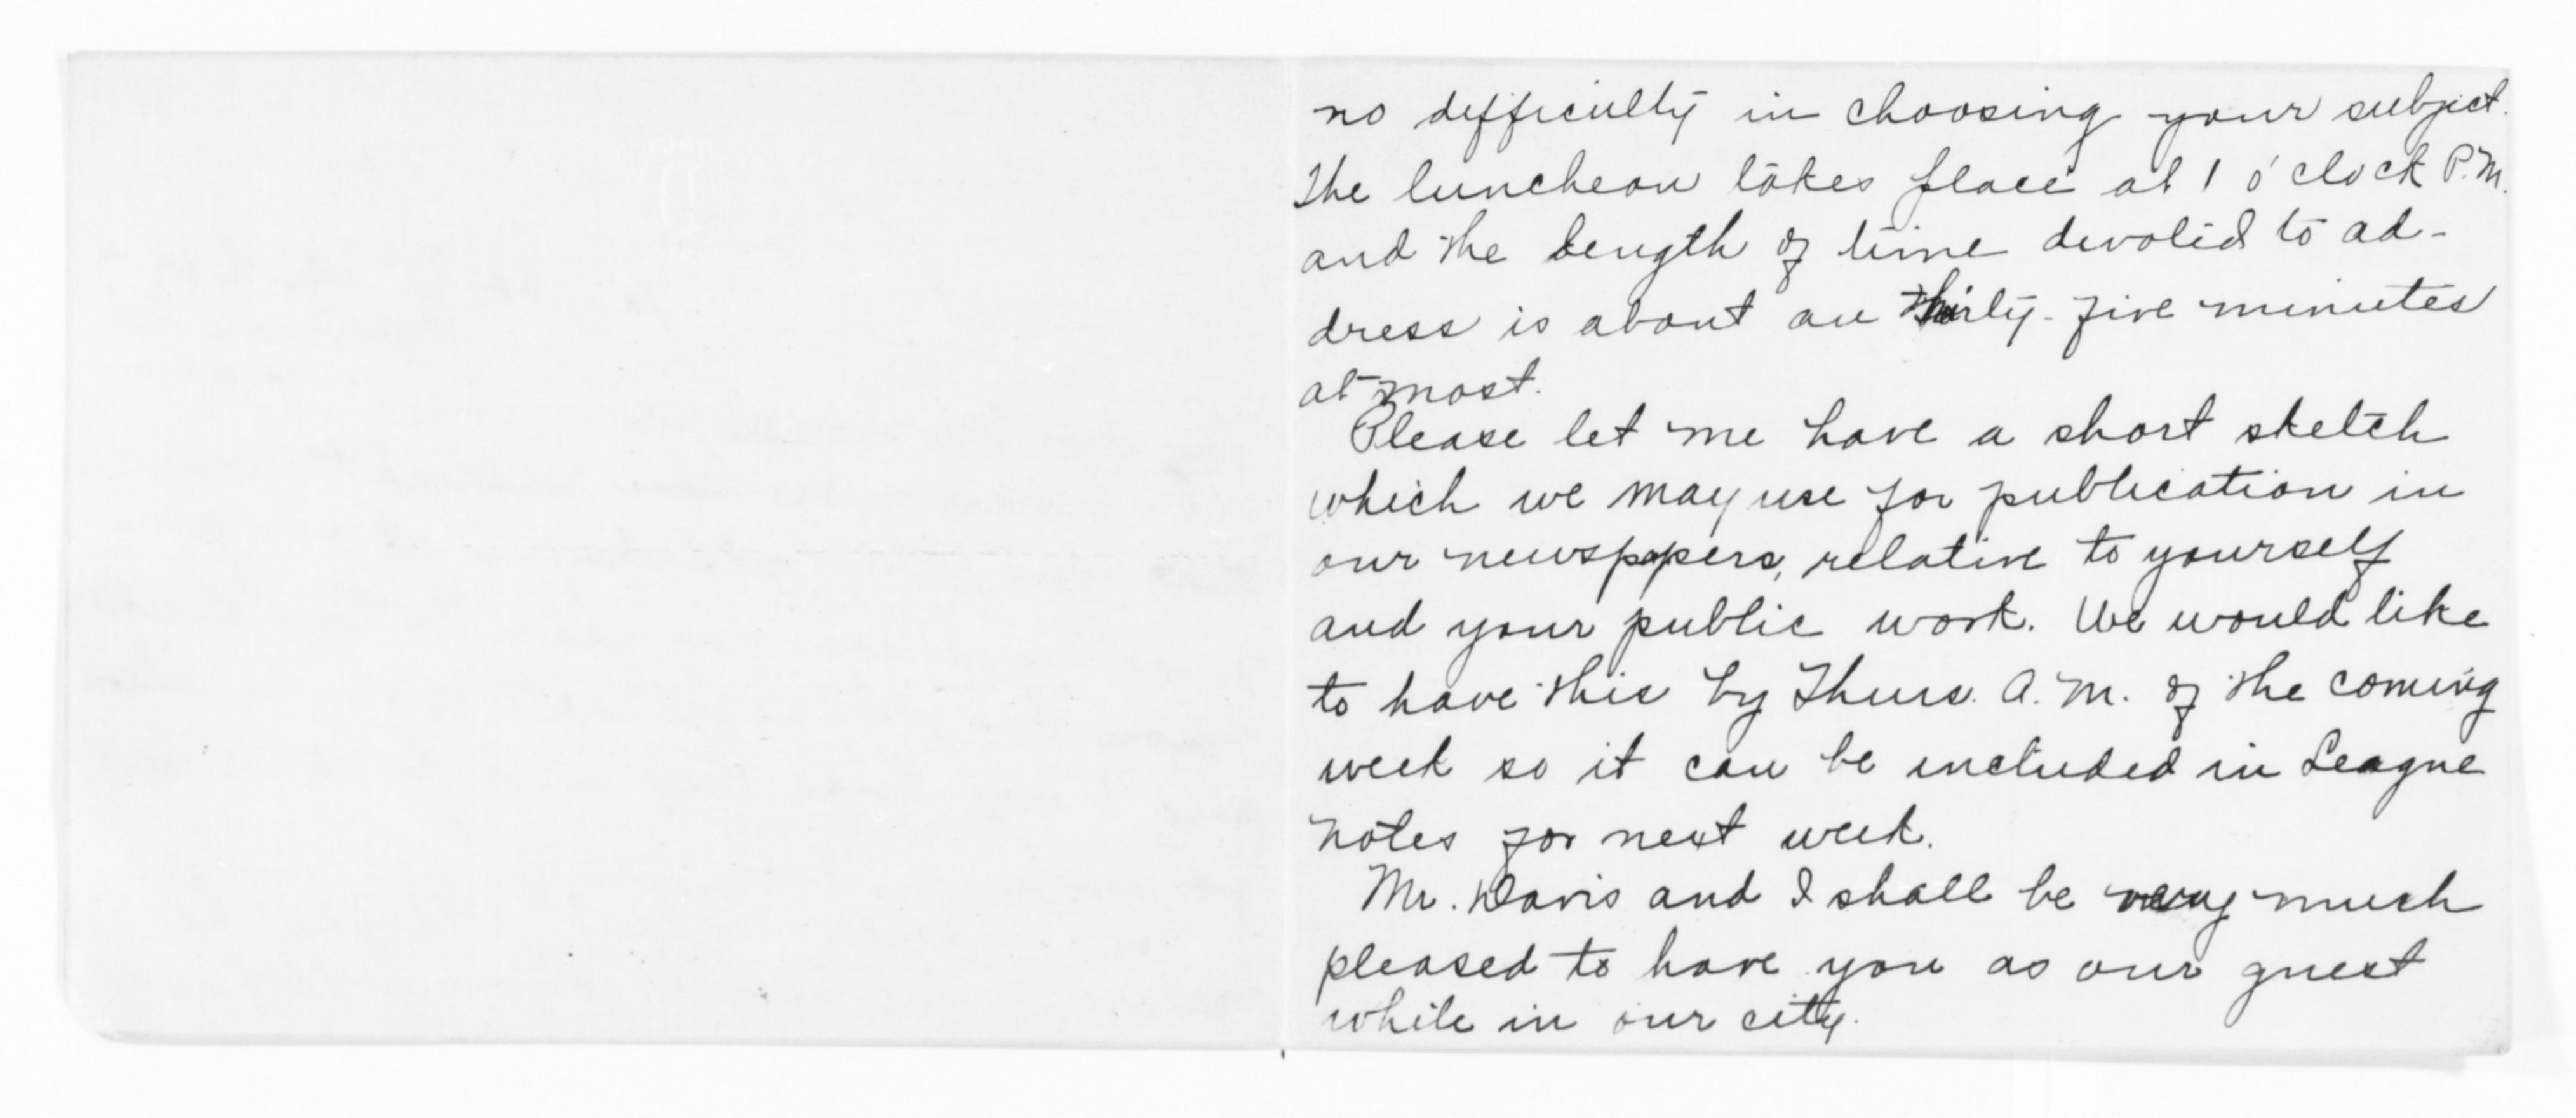 no difficulty in choosing your subject.
The luncheon takes place at 1 o'clock P.M.
and the length of time devoted to ad-
dress is about an thirty-five minutes
at most.
Please let me have a short sketch
which we may use for publication in
our newspapers, relative to yourself
and your public work. We would like
to have this by Thurs. A.M. of the coming
week so it can be included in League
notes for next week.
Mr. Davis and I shall be very much
pleased to have you as our guest
while in our city.